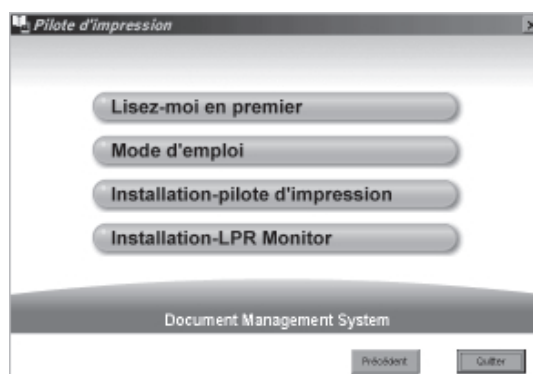 Pilote d'impression
Lisez-moi en premier
Mode d'emploi
Installation-pilote d'impression
Installation-LPR Monitor
Document Management System
Précédent
Quitter